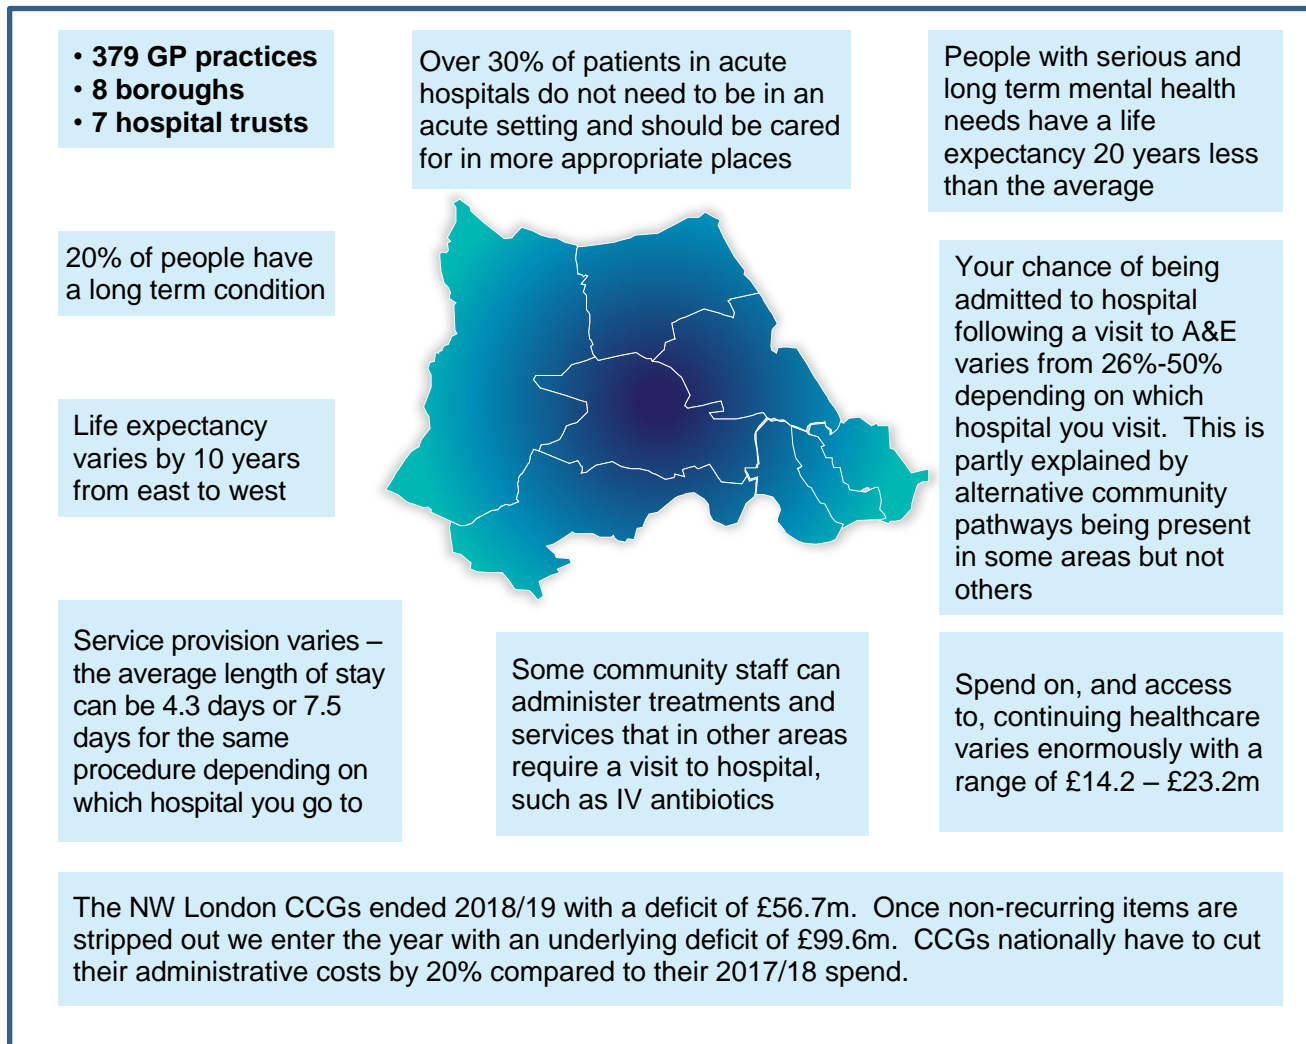 • 379 GP practices
• 8 boroughs
• 7 hospital trusts
Over 30% of patients in acute
hospitals do not need to be in an
acute setting and should be cared
for in more appropriate places
People with serious and
long term mental health
needs have a life
expectancy 20 years less
than the average
20% of people have
a long term condition
Your chance of being
admitted to hospital
following a visit to A&E
varies from 26%-50%
depending on which
hospital you visit.  This is
partly explained by
alternative community
pathways being present
in some areas but not
others
Life expectancy
varies by 10 years
from east to west
Service provision varies –
the average length of stay
can be 4.3 days or 7.5
days for the same
procedure depending on
which hospital you go to
Some community staff can
administer treatments and
services that in other areas
require a visit to hospital,
such as IV antibiotics
Spend on, and access
to, continuing healthcare
varies enormously with a
range of £14.2 – £23.2m
The NW London CCGs ended 2018/19 with a deficit of £56.7m.  Once non-recurring items are
stripped out we enter the year with an underlying deficit of £99.6m.  CCGs nationally have to cut
their administrative costs by 20% compared to their 2017/18 spend.